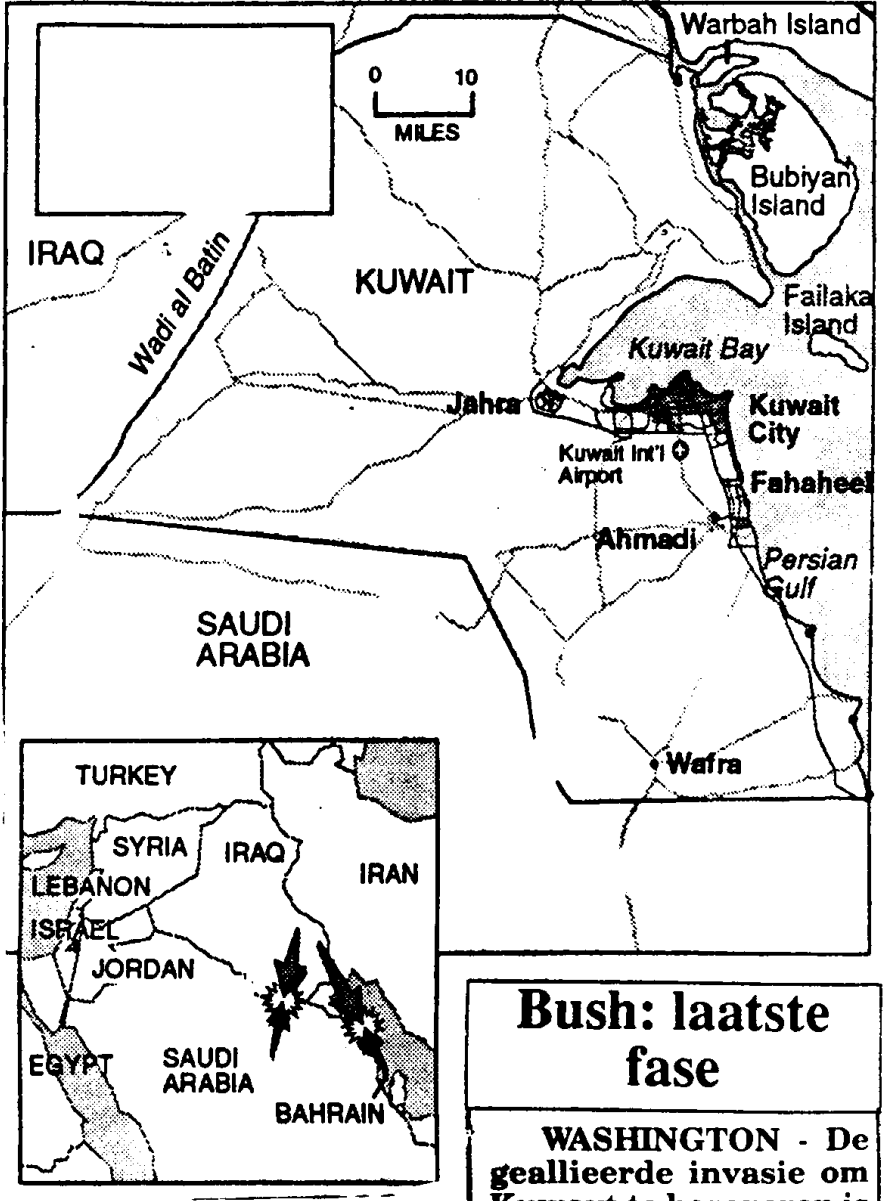 Warbah Island
0 10
MILES
Bubiyan
Island
IRAQ
Wadi al Batin
KUWAIT
Failaka
Island
Kuwait Bay
Jahra
Kuwait
City
Kuwait Int'l
Airport
Fahaheel
Ahmadi
Persian
Gulf
SAUDI
ARABIA
Wafra
TURKEY
SYRIA
IRAQ
IRAN
LEBANON
ISRAEL
JORDAN
EGYPT
SAUDI
ARABIA
BAHRAIN
Bush: laatste
fase
WASHINGTON - De
geallieerde invasie om